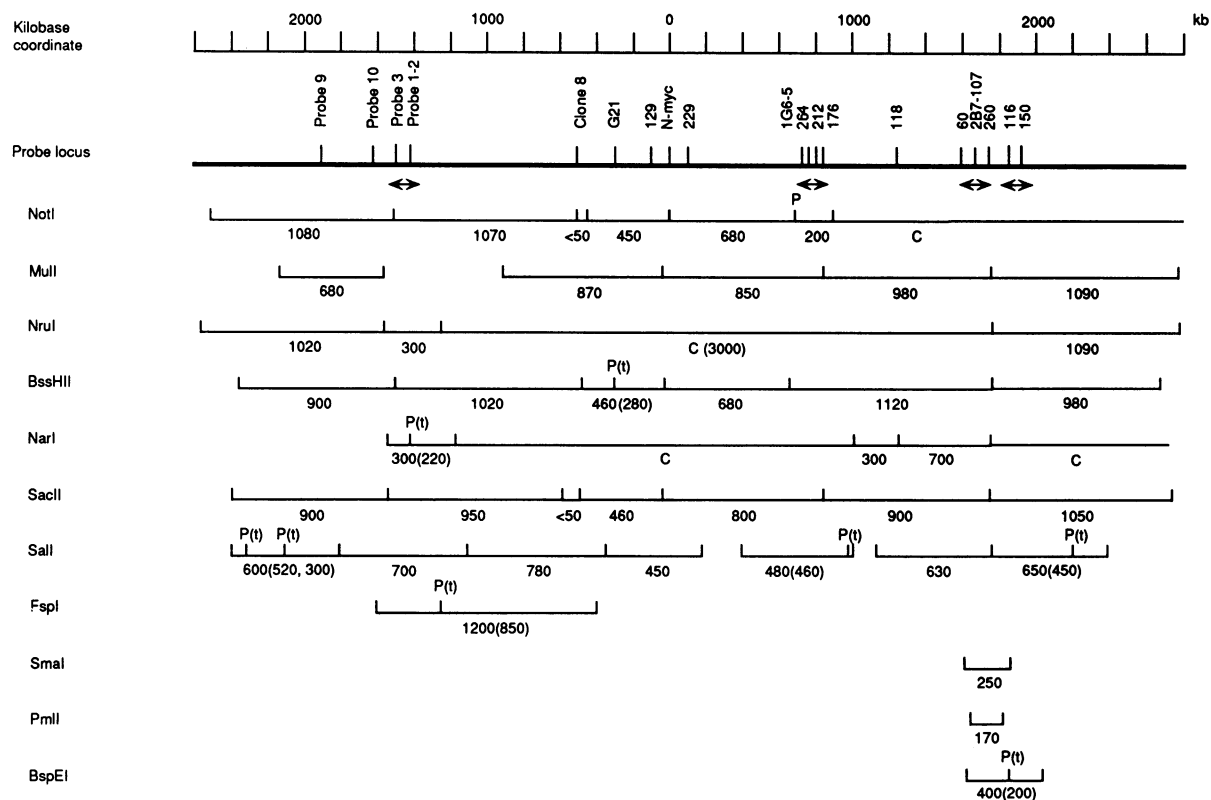 Kilobase
coordinate
2000 1000 0 1000 2000 kb
Probe 9 Probe 10 Probe 3 Probe 1-2 Clone 8 G21 129 N-myc 229 1G6-5 264 212 176 118 60 2B7-107 260 116 150
Probe locus
P
NotI
1080 1070 <50 450 680 200 C
MulI
680 870 850 980 1090
NruI
1020 300 C (3000) 1090
P(t)
BssHII
900 1020 460(280) 680 1120 980
P(t)
NarI
300(220) C 300 700 C
SacII
900 950 <50 460 800 900 1050
P(t) P(t) P(t) P(t)
SalI
600(520, 300) 700 780 450 480(460) 630 650(450)
P(t)
FspI
1200(850)
SmaI
250
PmlI
170
P(t)
BspEI
400(200)